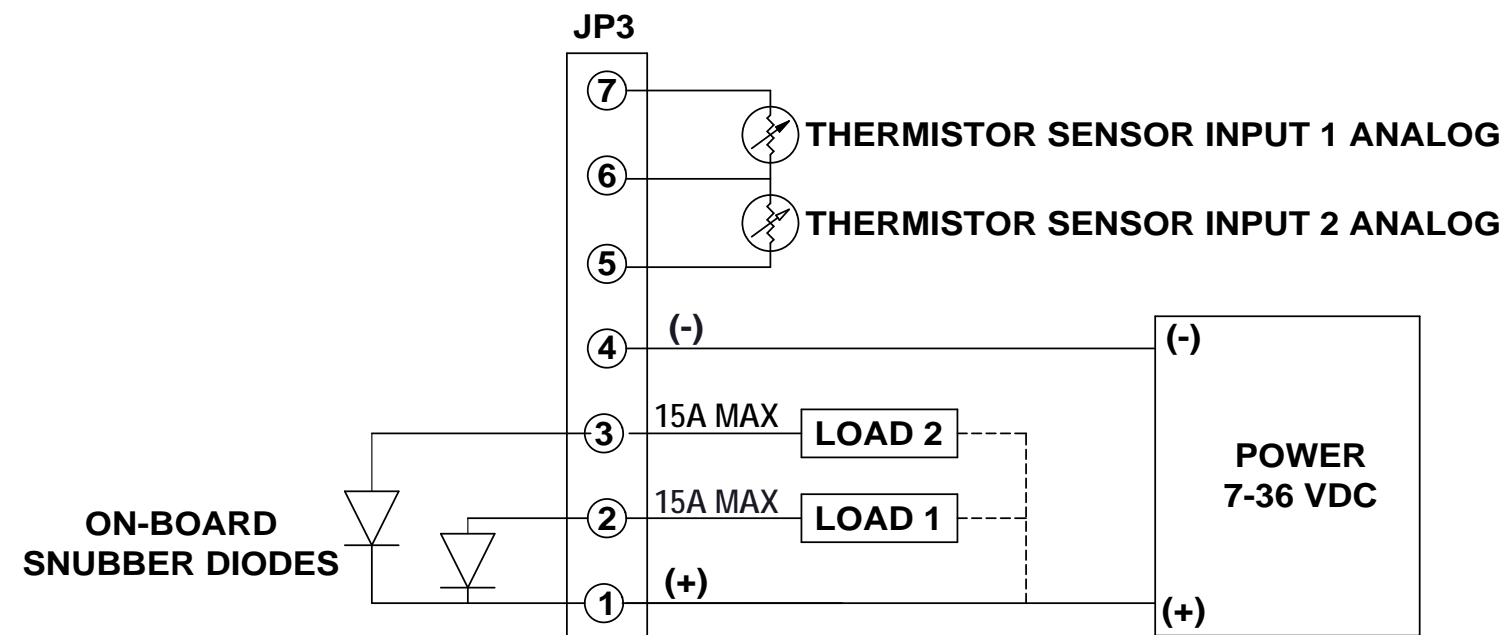 JP3
7
THERMISTOR SENSOR INPUT 1 ANALOG
6
THERMISTOR SENSOR INPUT 2 ANALOG
5
(-)
(-)
4
15A MAX
3
LOAD 2
POWER
7-36 VDC
15A MAX
2
LOAD 1
ON-BOARD
SNUBBER DIODES
(+)
1
(+)